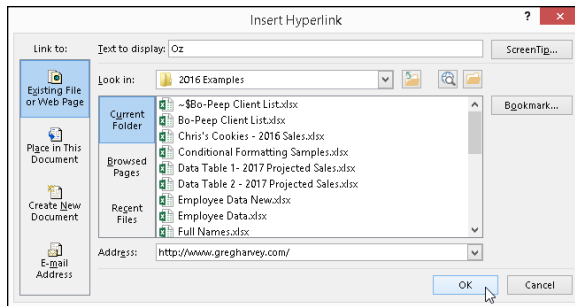 Insert Hyperlink
? ×
Link to:
Text to display: Oz
ScreenTip...
Existing File
or Web Page
Look in: 2016 Examples
Bookmark...
Place in This
Document
Create New
Document
E-mail
Address
Current
Folder
Browsed
Pages
Recent
Files
~$Bo-Peep Client List.xlsx
Bo-Peep Client List.xlsx
Chris's Cookies - 2016 Sales.xlsx
Conditional Formatting Samples.xlsx
Data Table 1- 2017 Projected Sales.xlsx
Data Table 2 - 2017 Projected Sales.xlsx
Employee Data New.xlsx
Employee Data.xlsx
Full Names.xlsx
Address: http://www.gregharvey.com/
OK Cancel